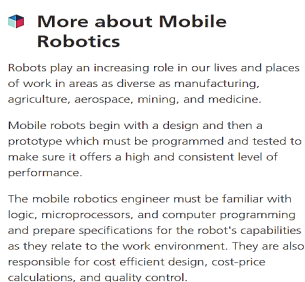 More about Mobile
Robotics
Robots play an increasing role in our lives and places
of work in areas as diverse as manufacturing,
agriculture, aerospace, mining, and medicine.
Mobile robots begin with a design and then a
prototype which must be programmed and tested to
make sure it offers a high and consistent level of
performance.
The mobile robotics engineer must be familiar with
logic, microprocessors, and computer programming
and prepare specifications for the robot's capabilities
as they relate to the work environment. They are also
responsible for cost efficient design, cost-price
calculations, and quality control.